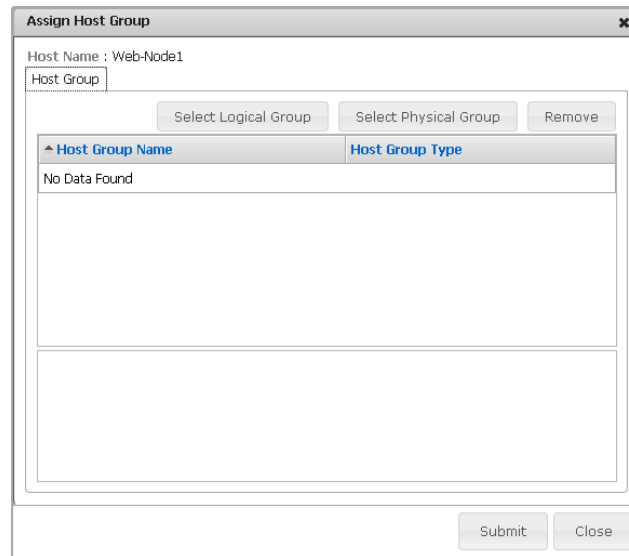 Assign Host Group
Host Name : Web-Node1
Host Group
Select Logical Group Select Physical Group Remove
Host Group Name Host Group Type
No Data Found
Submit Close